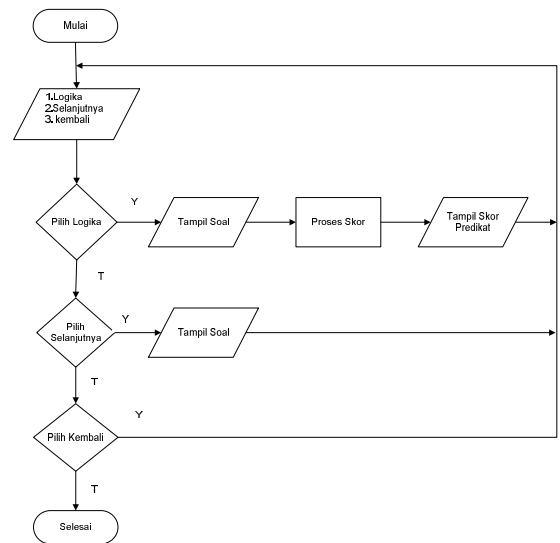 Mulai
1.Logika
2.Selanjutnya
3. kembali
Pilih Logika
Y
Tampil Soal
Proses Skor
Tampil Skor
Predikat
T
Pilih
Selanjutnya
Y
Tampil Soal
T
Pilih Kembali
Y
T
Selesai